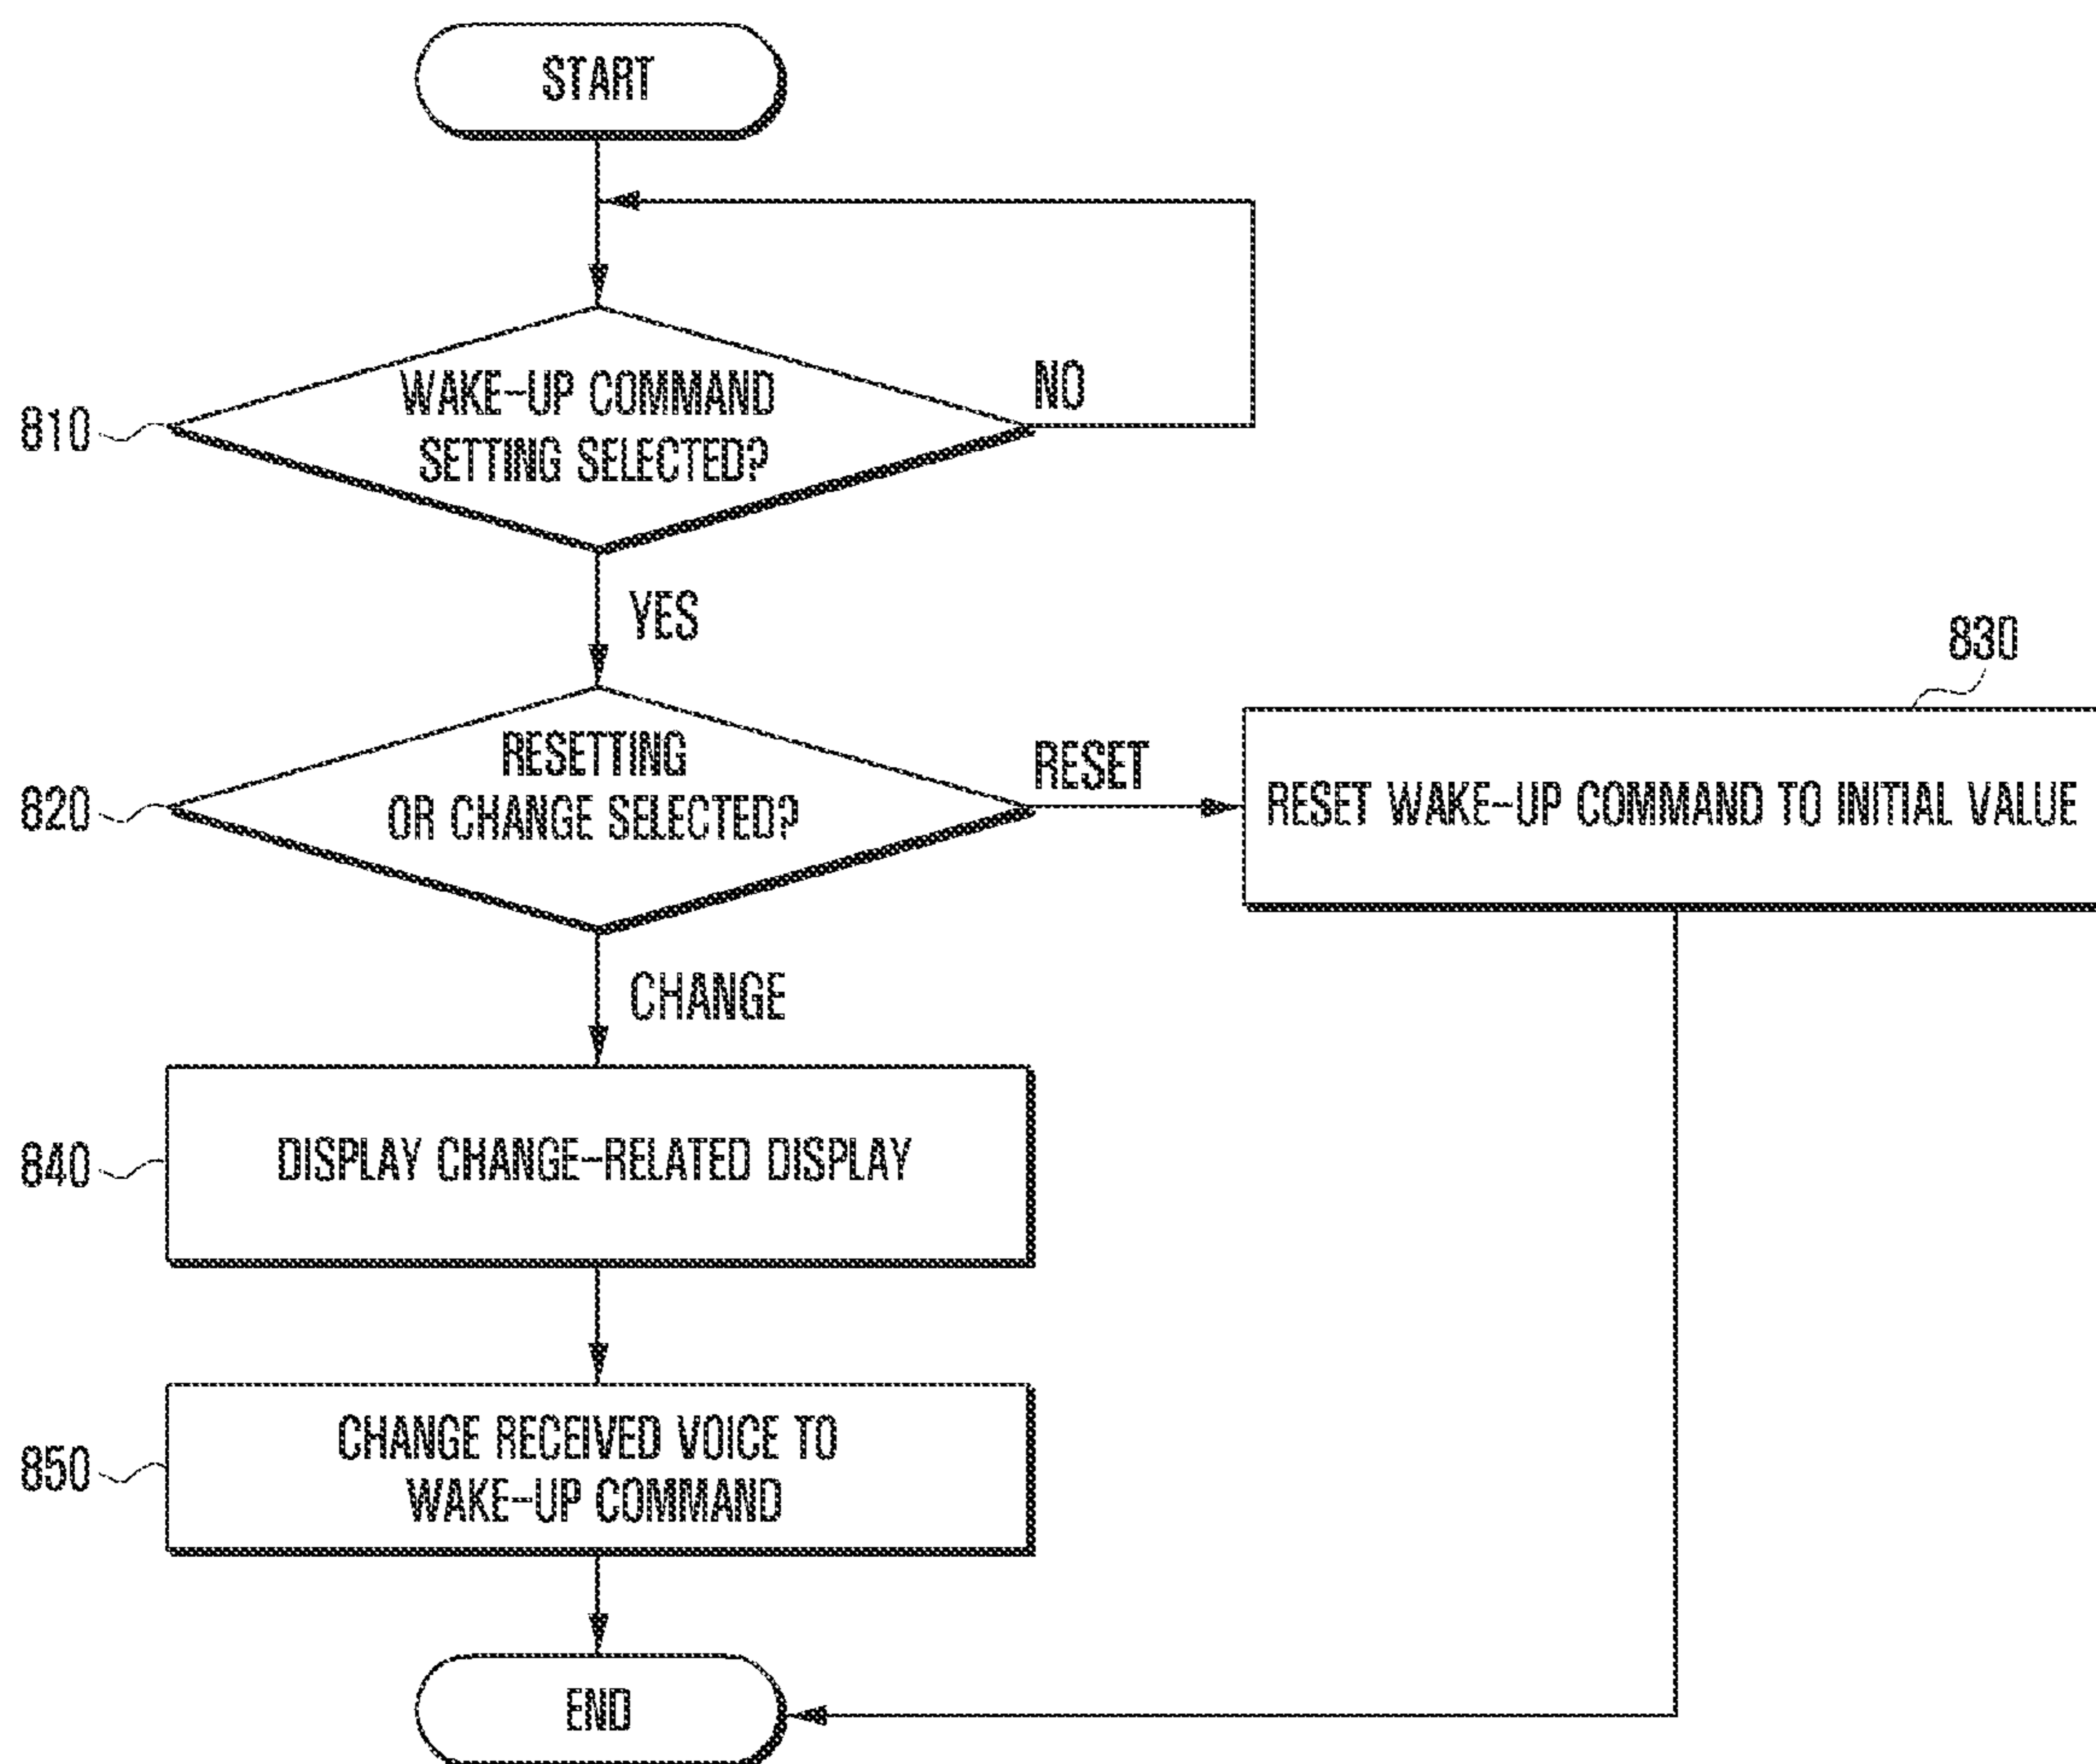 START
NO
WAKE-UP COMMAND
SETTING SELECTED?
810
YES
830
RESETTING
OR CHANGE SELECTED?
RESET
820
RESET WAKE-UP COMMAND TO INITIAL VALUE
CHANGE
840
DISPLAY CHANGE-RELATED DISPLAY
850
CHANGE RECEIVED VOICE TO
WAKE-UP COMMAND
END